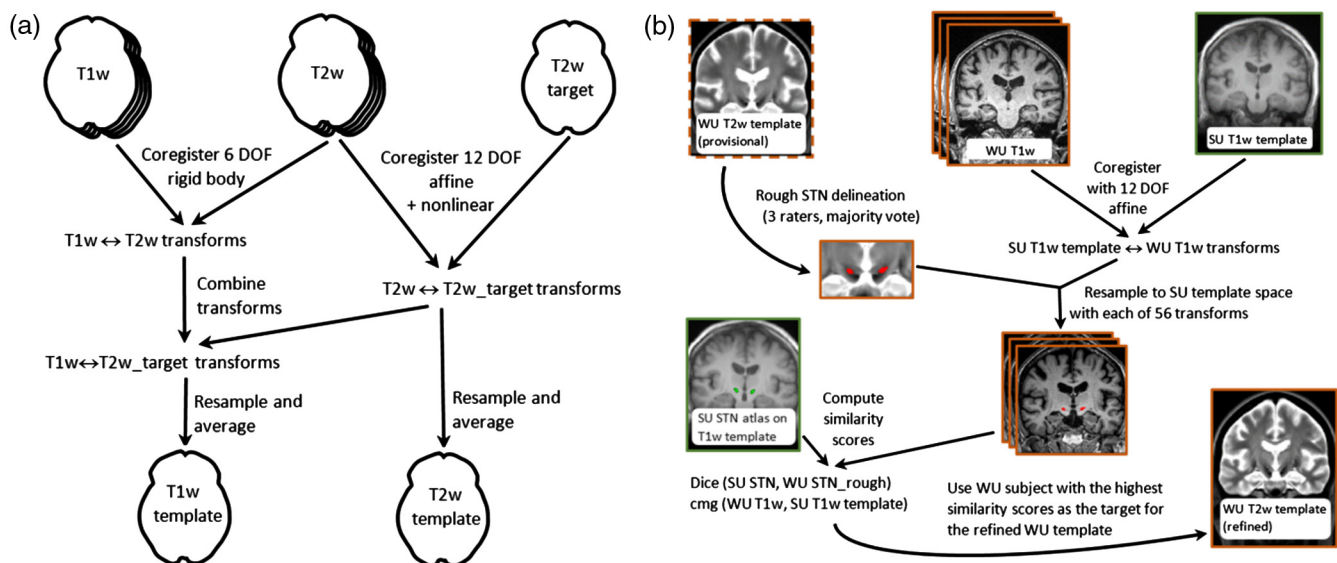 (a)
T1w
T2w
T2w
target
Coregister 6 DOF
rigid body
Coregister 12 DOF
affine
+ nonlinear
T1w ↔ T2w transforms
T2w ↔ T2w_target transforms
Combine
transforms
T1w↔T2w_target transforms
Resample and
average
Resample and
average
T1w
template
T2w
template
(b)
WU T2w template
(provisional)
WU T1w
SU T1w template
Rough STN delineation
(3 raters, majority vote)
Coregister
with 12 DOF
affine
SU T1w template ↔ WU T1w transforms
Resample to SU template space
with each of 56 transforms
SU STN atlas on
T1w template
Compute
similarity
scores
Dice (SU STN, WU STN_rough)
cmg (WU T1w, SU T1w template)
Use WU subject with the highest
similarity scores as the target for
the refined WU template
WU T2w template
(refined)